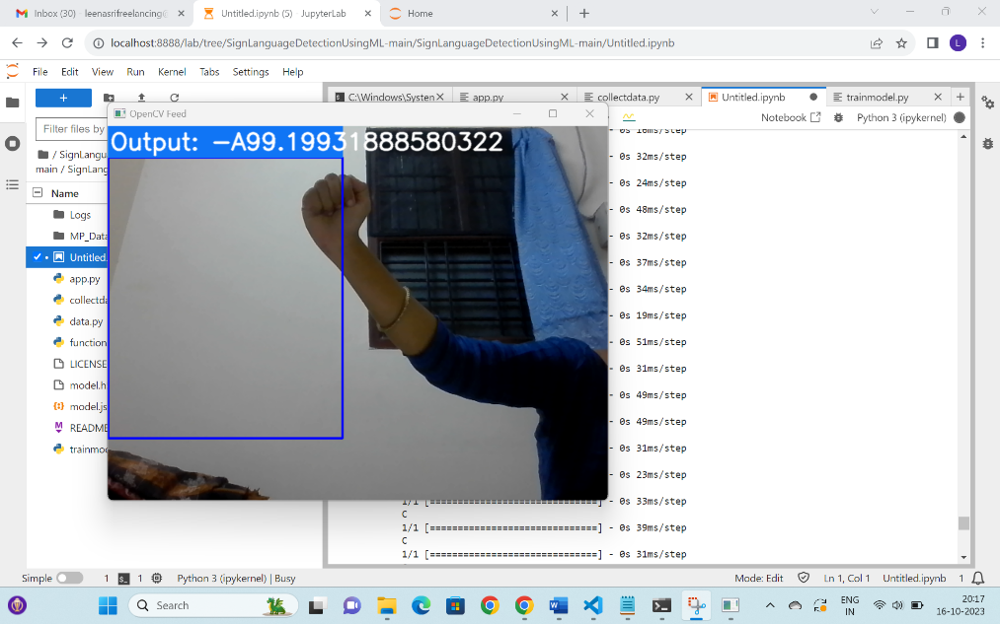 Inbox (30) - leenasrifreelancing@
Untitled.ipynb (5) - JupyterLab
Home
localhost:8888/lab/tree/SignLanguageDetectionUsingML-main/SignLanguageDetectionUsingML-main/Untitled.ipynb
L
File Edit View Run Kernel Tabs Settings Help
C:\Windows\System
app.py
collectdata.py
Untitled.ipynb
trainmodel.py
OpenCV Feed
Notebook
Python 3 (ipykernel)
Filter files by
Output: -A99.19931888580322
/ SignLangu
main / SignLang
Name
Logs
MP_Data
Untitled.
app.py
collectda
data.py
function
LICENSE
model.h
model.js
README
trainmod
- 0s 16ms/step
- 0s 32ms/step
- 0s 24ms/step
- 0s 48ms/step
- 0s 32ms/step
- 0s 37ms/step
- 0s 34ms/step
- 0s 19ms/step
- 0s 51ms/step
- 0s 31ms/step
- 0s 49ms/step
- 0s 49ms/step
- 0s 31ms/step
- 0s 23ms/step
1/1 [==============================] - 0s 33ms/step
C
1/1 [==============================] - 0s 39ms/step
C
1/1 [==============================] - 0s 31ms/step
Simple
1
1
Python 3 (ipykernel) | Busy
Mode: Edit
Ln 1, Col 1
Untitled.ipynb
1
Search
ENG
IN
20:17
16-10-2023